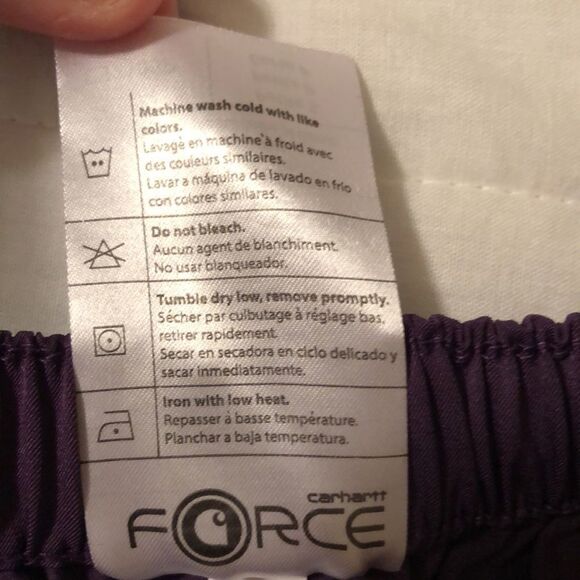 Machine wash cold with like
colors.
Lavage en machine à froid avec
des couleurs similaires.
Lavar a máquina de lavado en frio
con colores similares.
Do not bleach.
Aucun agent de blanchiment.
No usar blanqueador.
Tumble dry low, remove promptly.
Sécher par culbutage à réglage bas,
retirer rapidement.
Secar en secadora en ciclo delicado y
sacar inmediatamente.
Iron with low heat.
Repasser à basse température.
Planchar a baja temperatura.
carhartt
FORCE